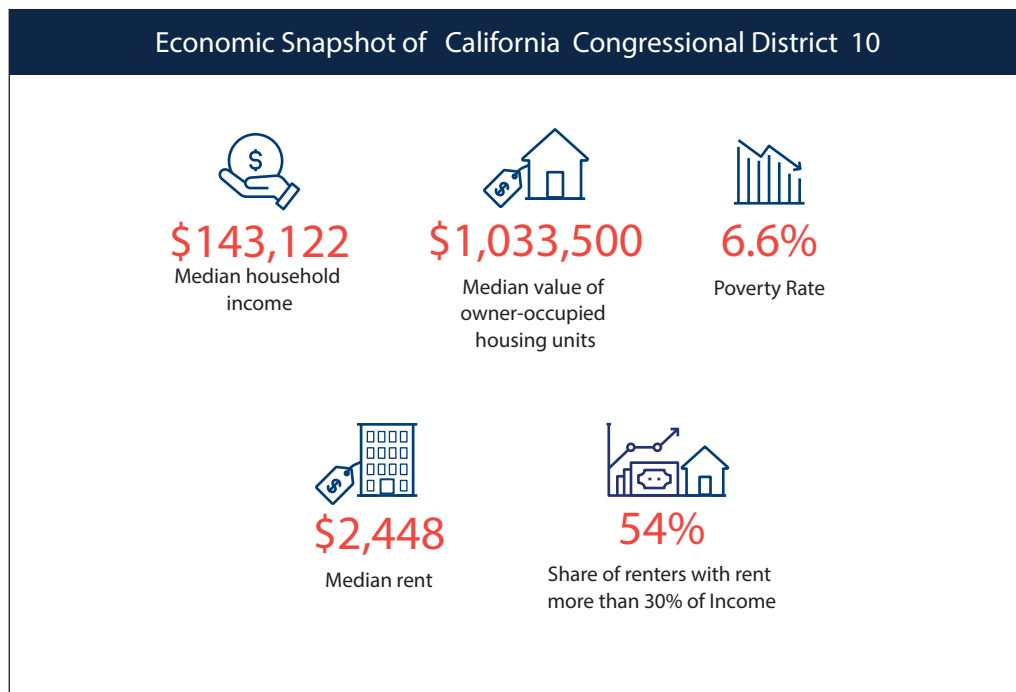 Economic Snapshot of California Congressional District 10
$
$
$143,122
Median household
income
$1,033,500
Median value of
owner-occupied
housing units
6.6%
Poverty Rate
$
$2,448
Median rent
54%
Share of renters with rent
more than 30% of Income